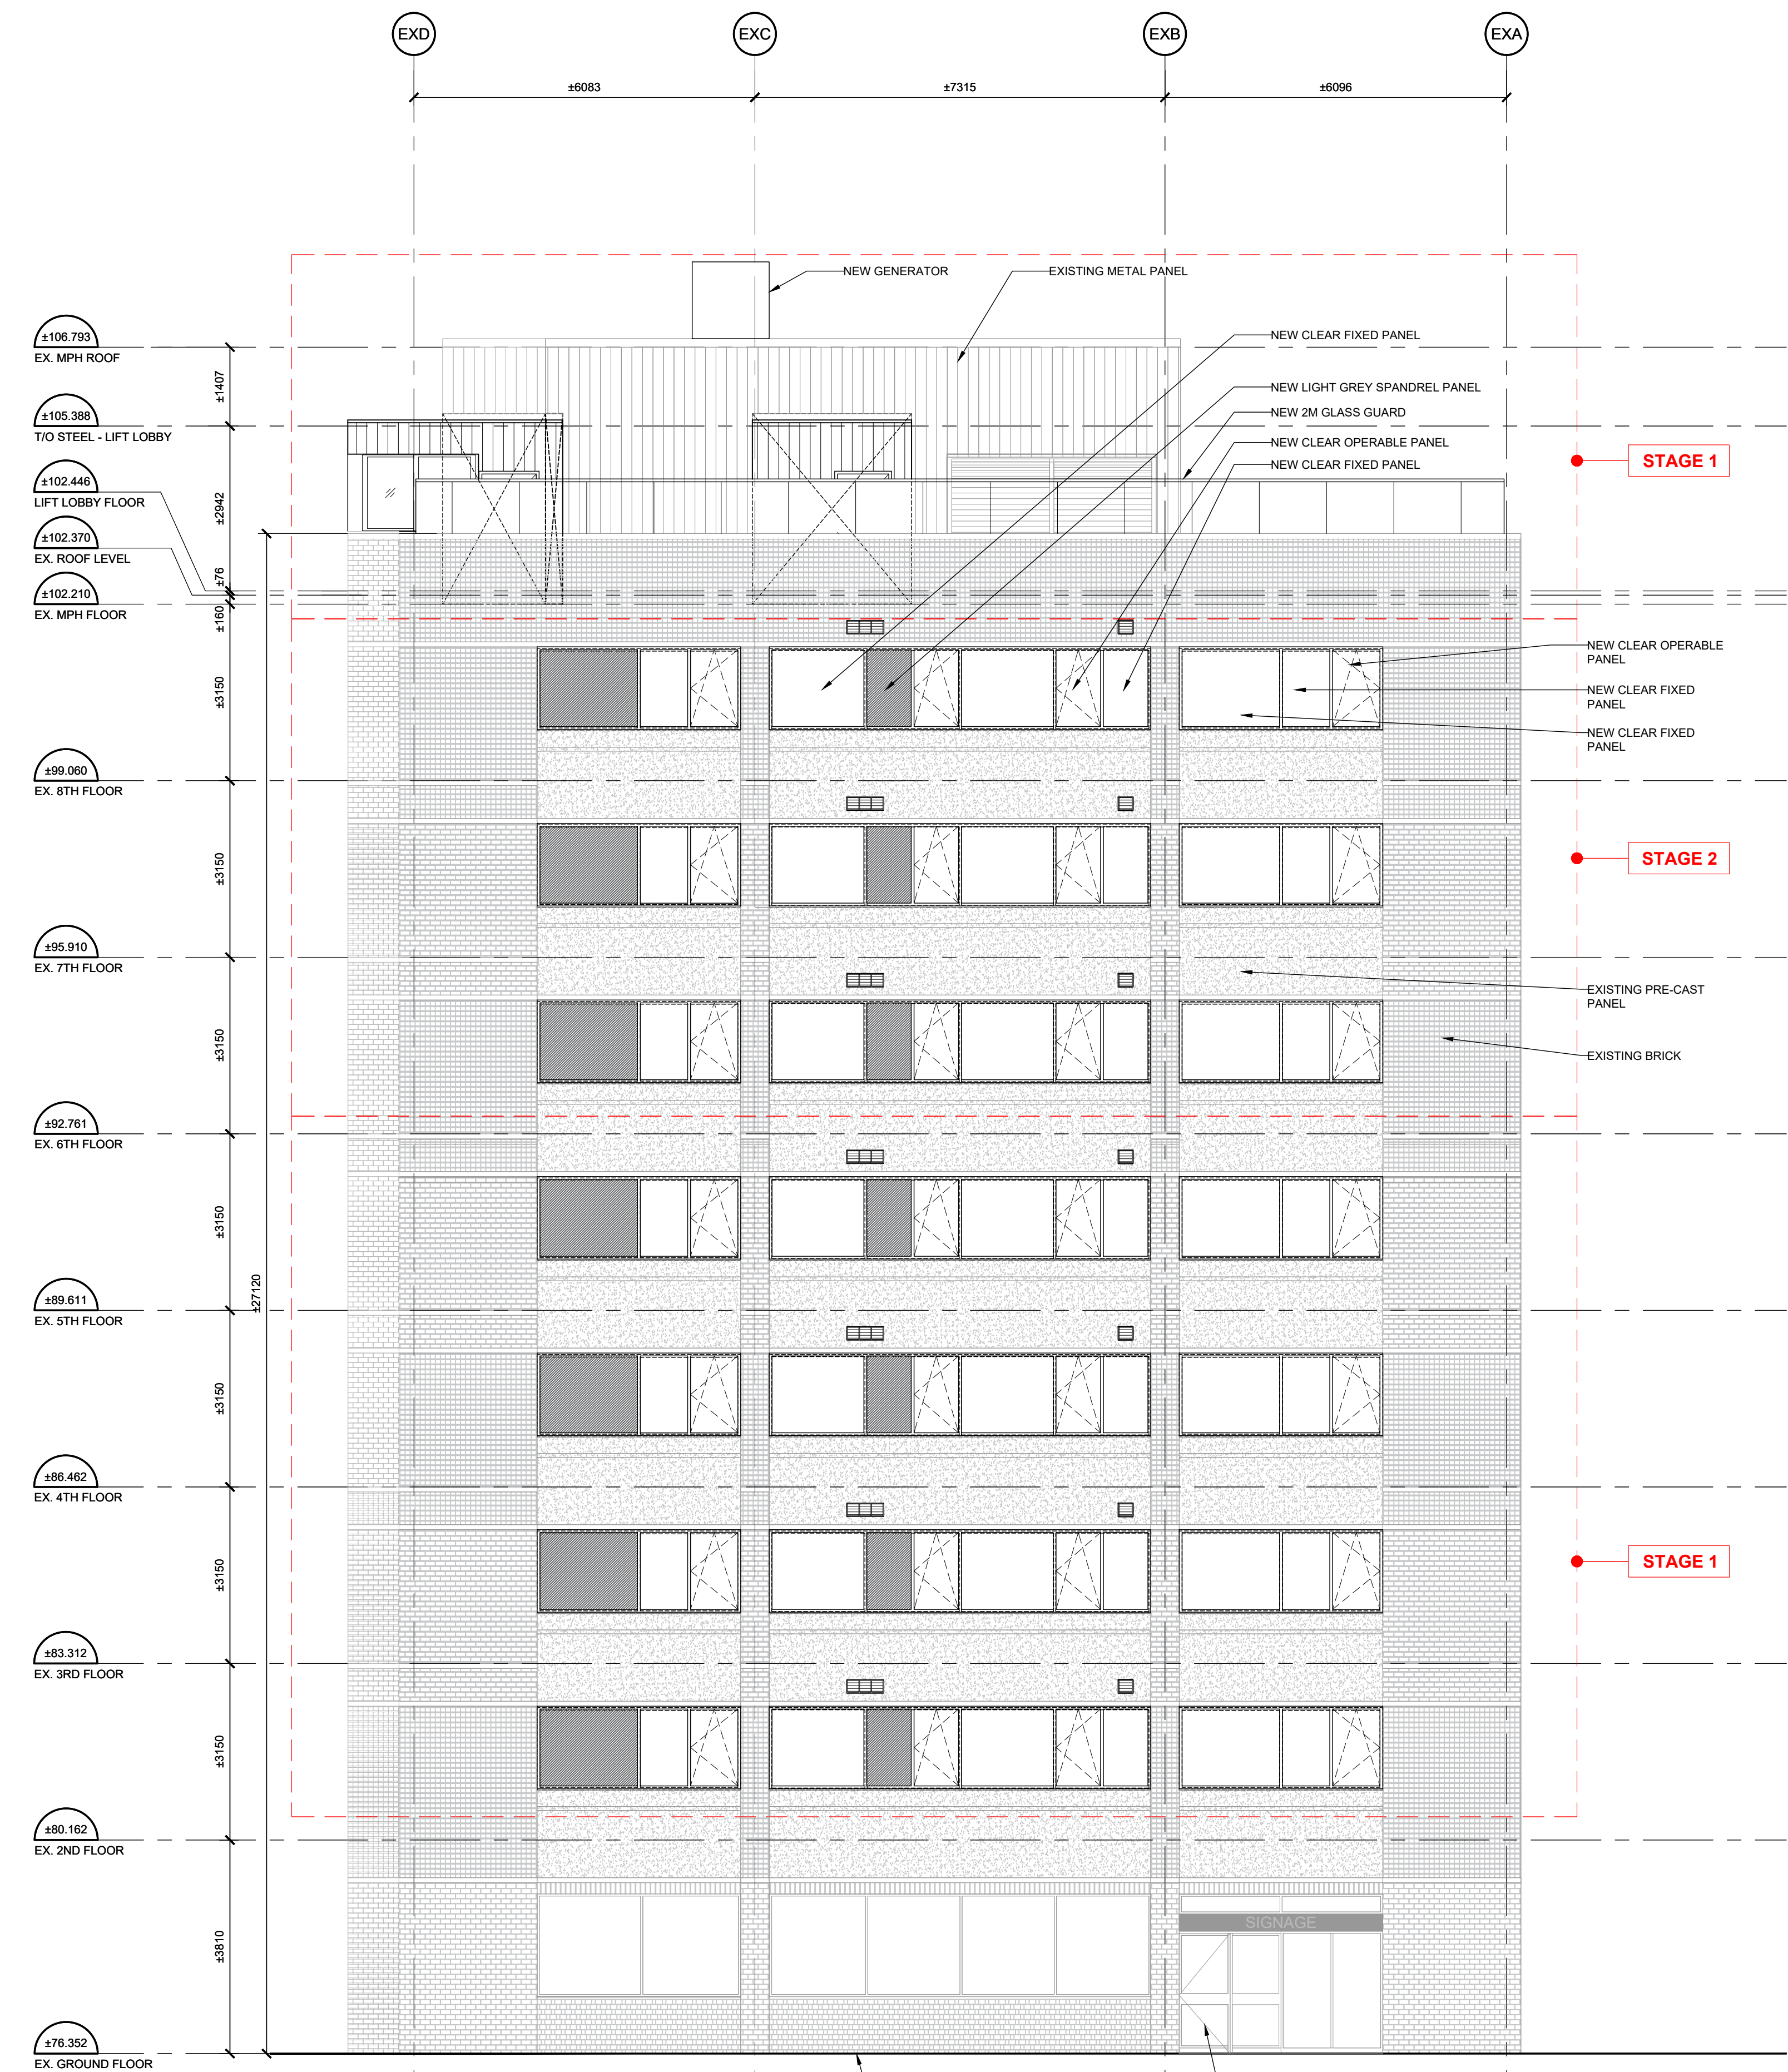 EXD
EXC
EXB
EXA
±6083
±7315
±6096
NEW GENERATOR
EXISTING METAL PANEL
±106.793
EX. MPH ROOF
NEW CLEAR FIXED PANEL
±1407
NEW LIGHT GREY SPANDREL PANEL
±105.388
T/O STEEL - LIFT LOBBY
NEW 2M GLASS GUARD
NEW CLEAR OPERABLE PANEL
NEW CLEAR FIXED PANEL
STAGE 1
±102.446
LIFT LOBBY FLOOR
±2942
±102.370
EX. ROOF LEVEL
±76
±102.210
EX. MPH FLOOR
±160
NEW CLEAR OPERABLE
PANEL
NEW CLEAR FIXED
PANEL
NEW CLEAR FIXED
PANEL
±3150
±99.060
EX. 8TH FLOOR
±3150
STAGE 2
±95.910
EX. 7TH FLOOR
EXISTING PRE-CAST
PANEL
±3150
EXISTING BRICK
±92.761
EX. 6TH FLOOR
±3150
±27120
±89.611
EX. 5TH FLOOR
±3150
±86.462
EX. 4TH FLOOR
±3150
STAGE 1
±83.312
EX. 3RD FLOOR
±3150
±80.162
EX. 2ND FLOOR
SIGNAGE
±3810
±76.352
EX. GROUND FLOOR